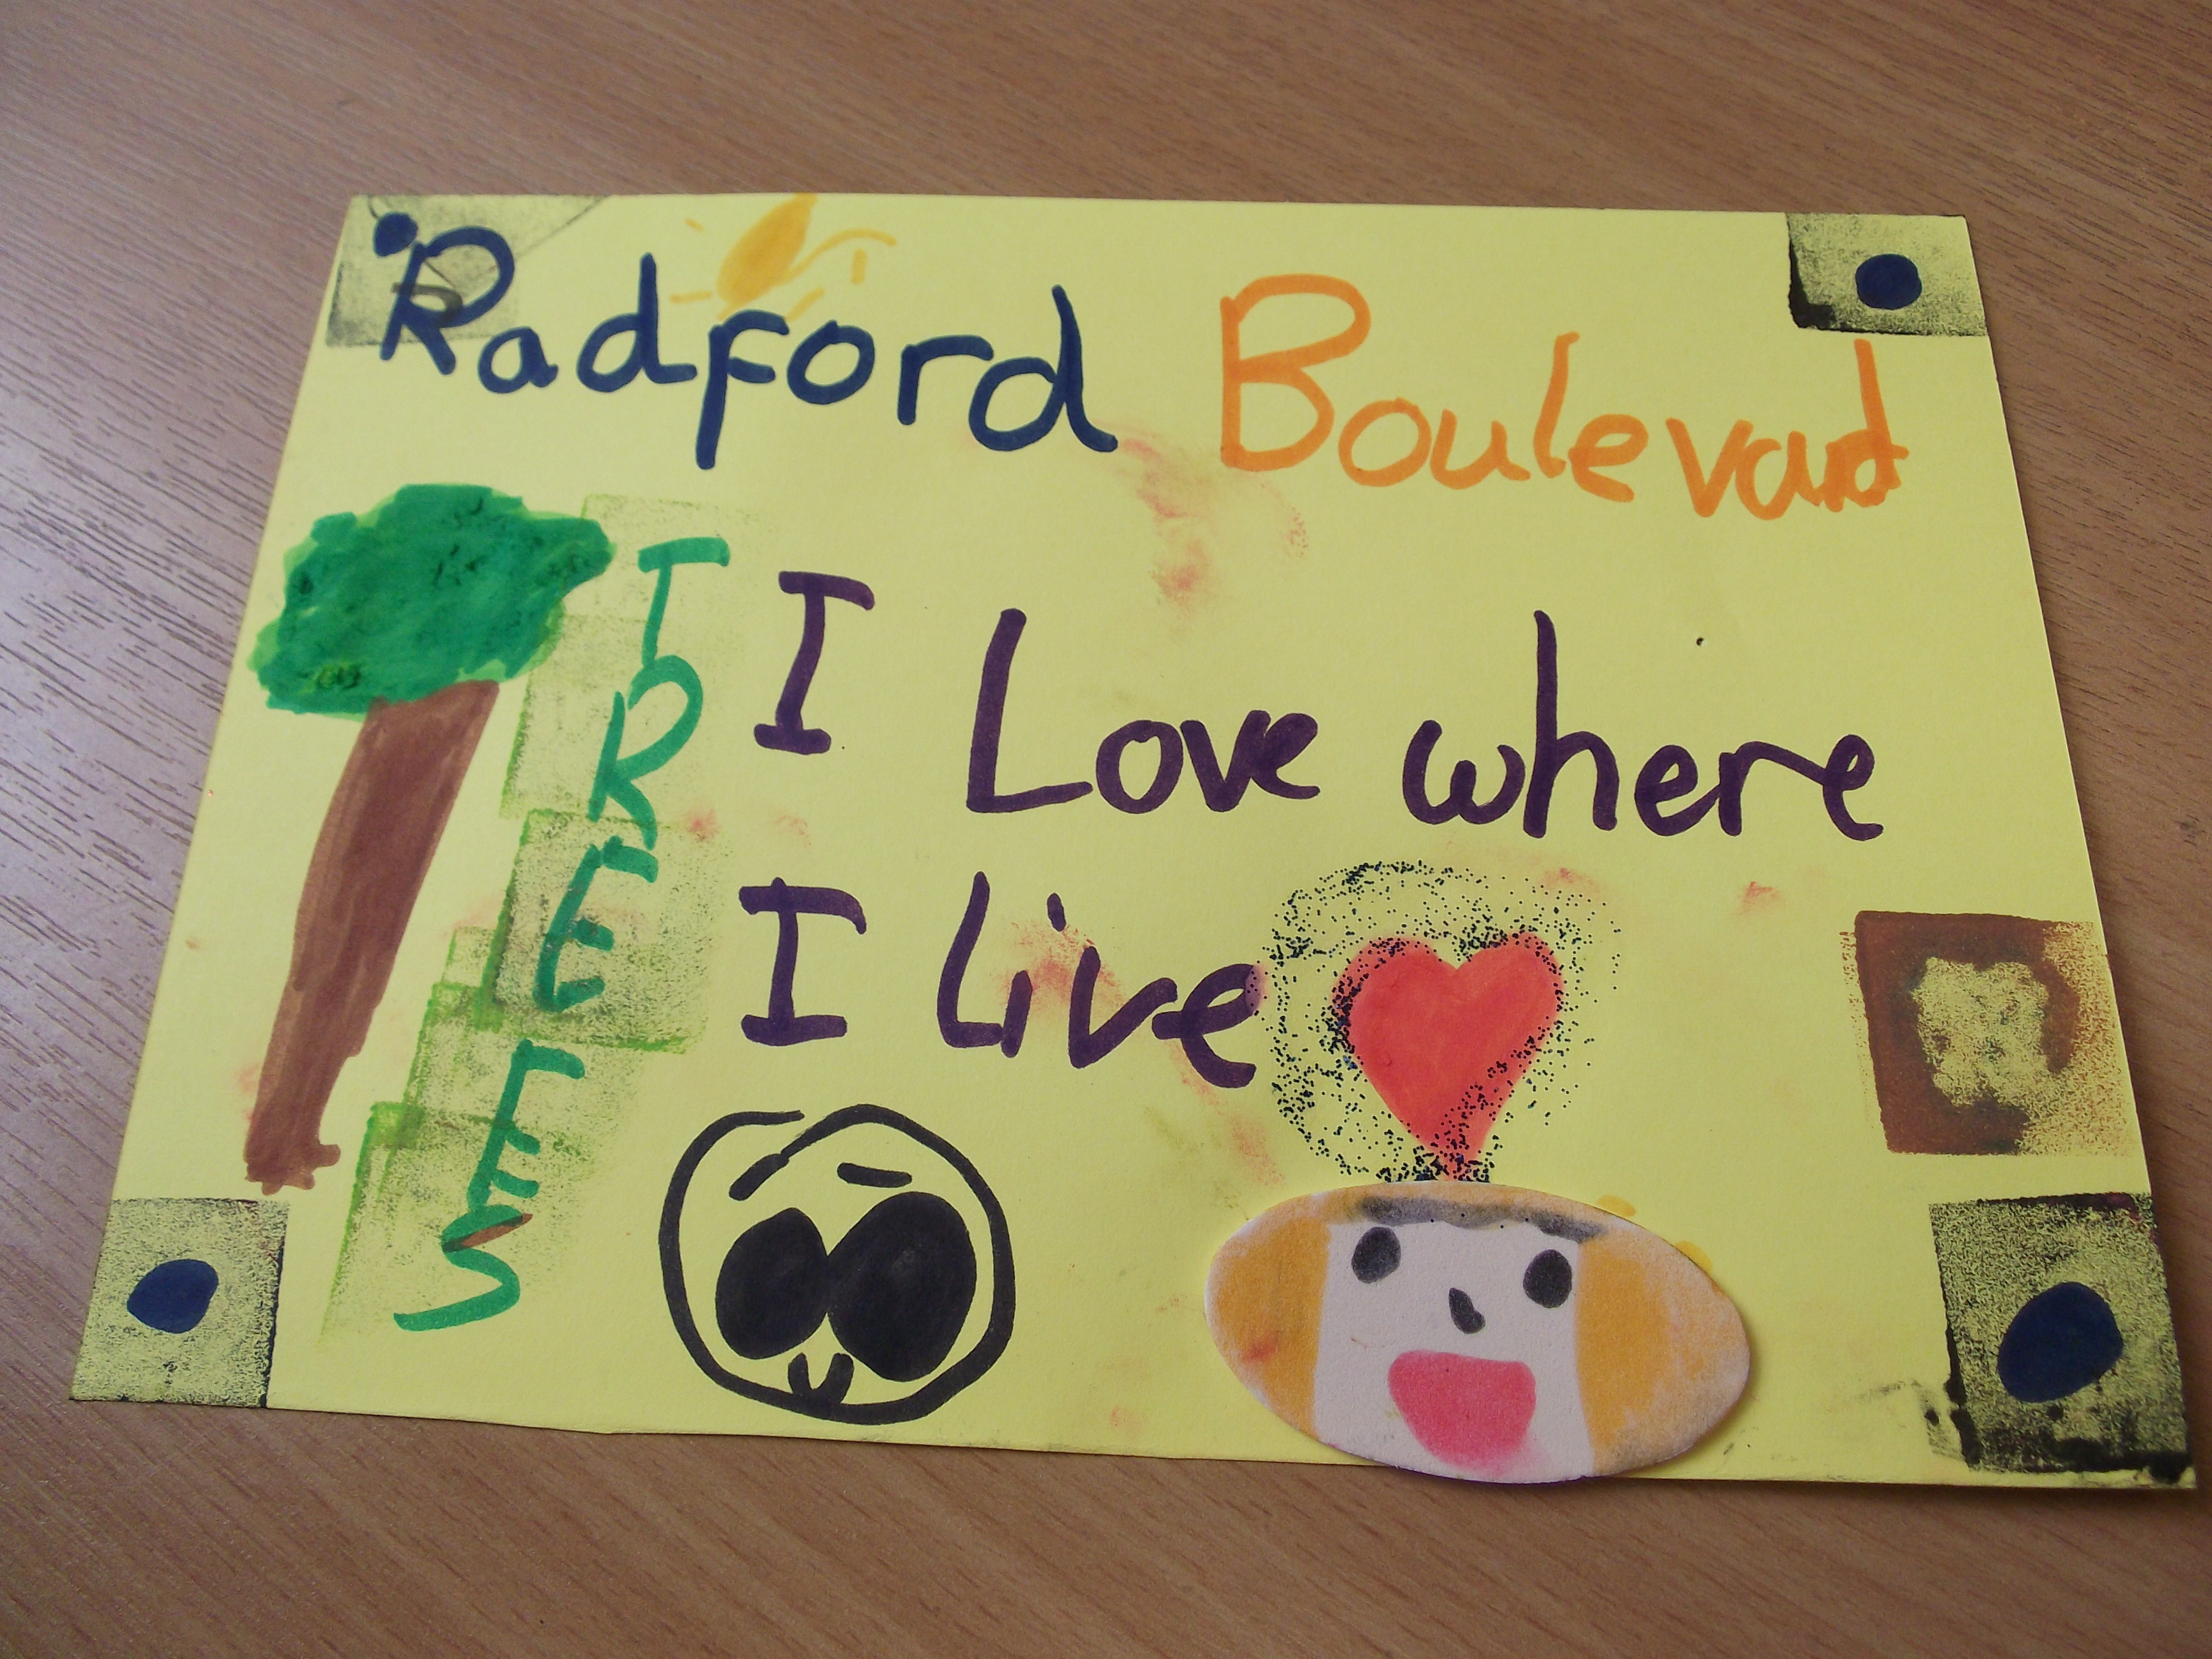 Radford Boulevard
TREES
I Love where
I live